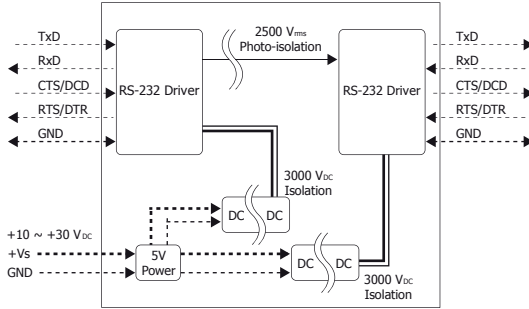 TxD
RxD
CTS/DCD
RTS/DTR
GND
RS-232 Driver
2500 Vrms
Photo-isolation
RS-232 Driver
TxD
RxD
CTS/DCD
RTS/DTR
GND
3000 VDC
Isolation
DC DC
+10 ~ +30 VDC
+Vs
GND
5V
Power
DC DC
3000 VDC
Isolation